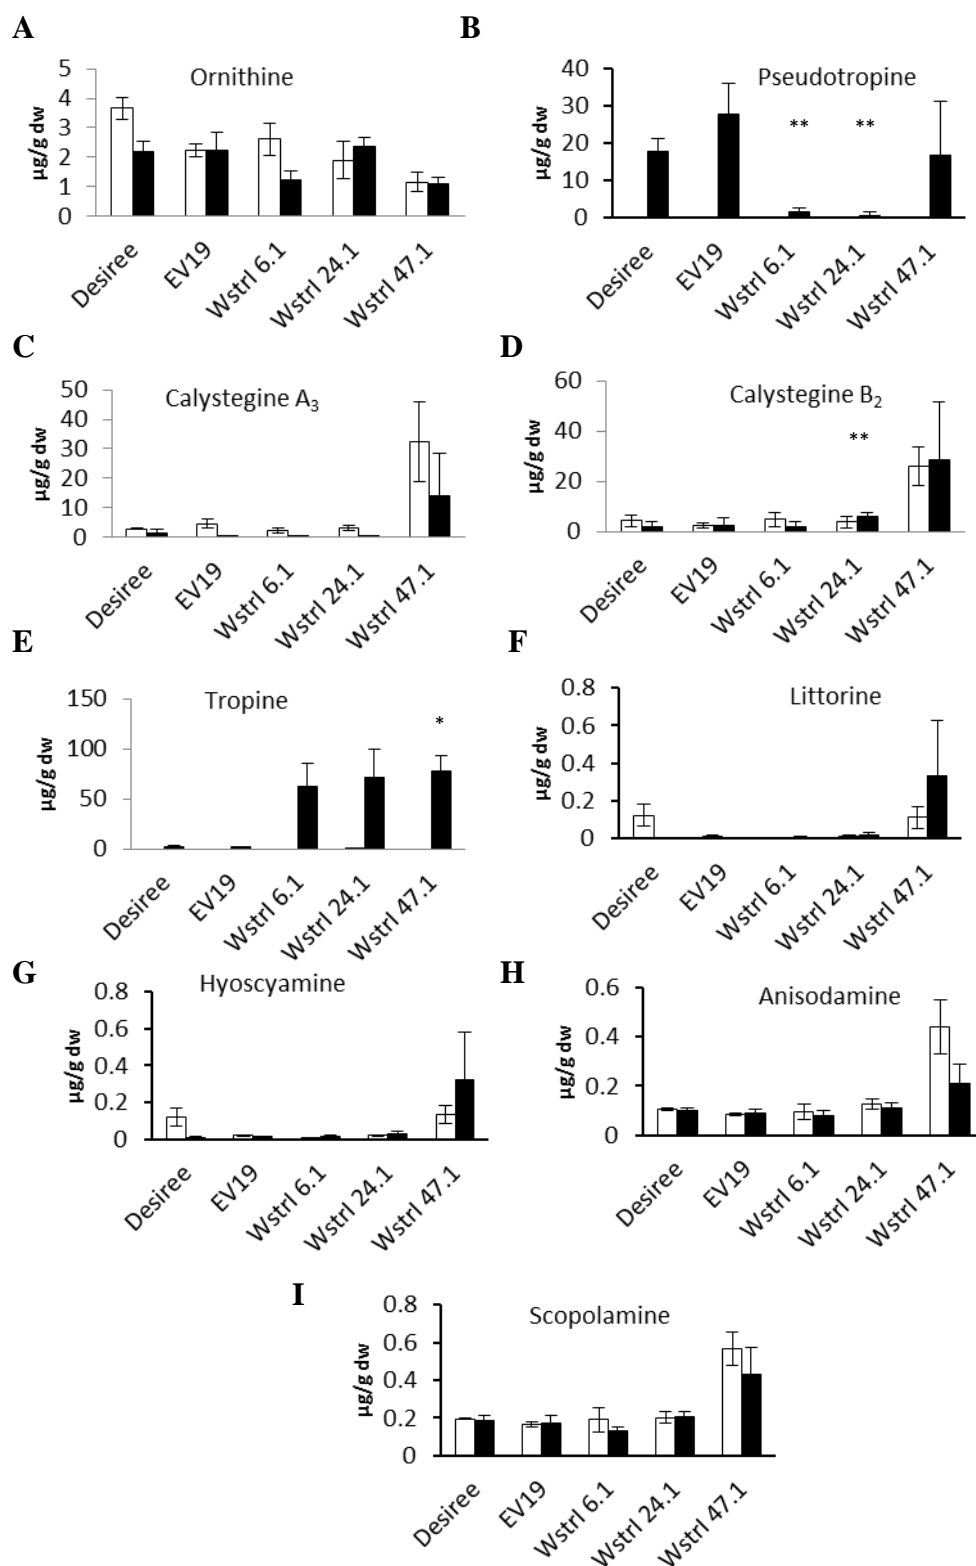 A
Ornithine
5
4
3
2
1
0
µg/g dw
Desiree
EV19
Wstrl 6.1
Wstrl 24.1
Wstrl 47.1
B
Pseudotropine
40
30
20
10
0
µg/g dw
** **
Desiree
EV19
Wstrl 6.1
Wstrl 24.1
Wstrl 47.1
C
Calystegine A3
50
40
30
20
10
0
µg/g dw
Desiree
EV19
Wstrl 6.1
Wstrl 24.1
Wstrl 47.1
D
Calystegine B2
60
40
20
0
µg/g dw
**
Desiree
EV19
Wstrl 6.1
Wstrl 24.1
Wstrl 47.1
E
Tropine
150
100
50
0
µg/g dw
*
Desiree
EV19
Wstrl 6.1
Wstrl 24.1
Wstrl 47.1
F
Littorine
0.8
0.6
0.4
0.2
0
µg/g dw
Desiree
EV19
Wstrl 6.1
Wstrl 24.1
Wstrl 47.1
G
Hyoscyamine
0.8
0.6
0.4
0.2
0
µg/g dw
Desiree
EV19
Wstrl 6.1
Wstrl 24.1
Wstrl 47.1
H
Anisodamine
0.6
0.4
0.2
0
µg/g dw
Desiree
EV19
Wstrl 6.1
Wstrl 24.1
Wstrl 47.1
I
Scopolamine
0.8
0.6
0.4
0.2
0
µg/g dw
Desiree
EV19
Wstrl 6.1
Wstrl 24.1
Wstrl 47.1